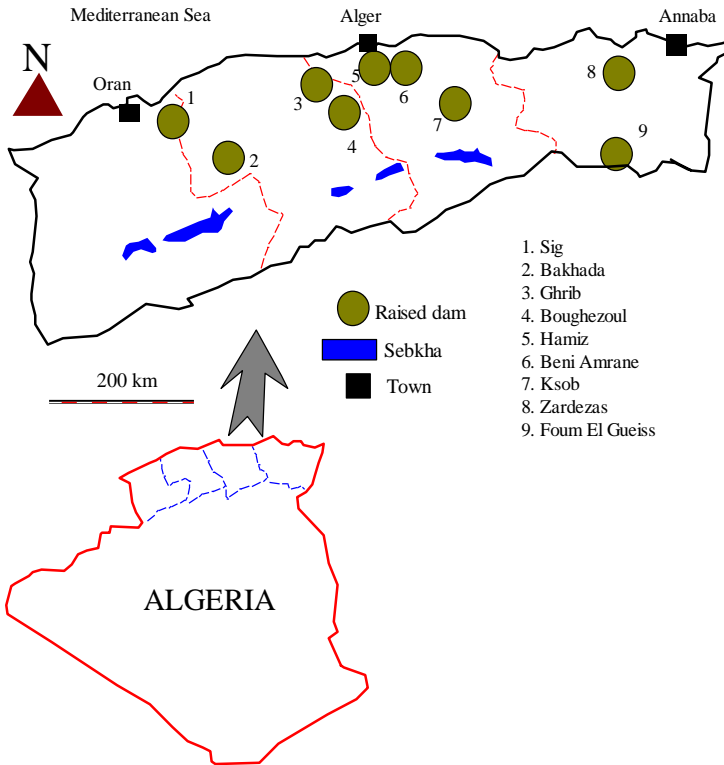 Mediterranean Sea
Alger
Annaba
N
Oran
1
2
3
4
5
6
7
8
9
1. Sig
2. Bakhada
3. Ghrib
4. Boughezoul
5. Hamiz
6. Beni Amrane
7. Ksob
8. Zardezas
9. Foum El Gueiss
Raised dam
Sebkha
Town
200 km
ALGERIA